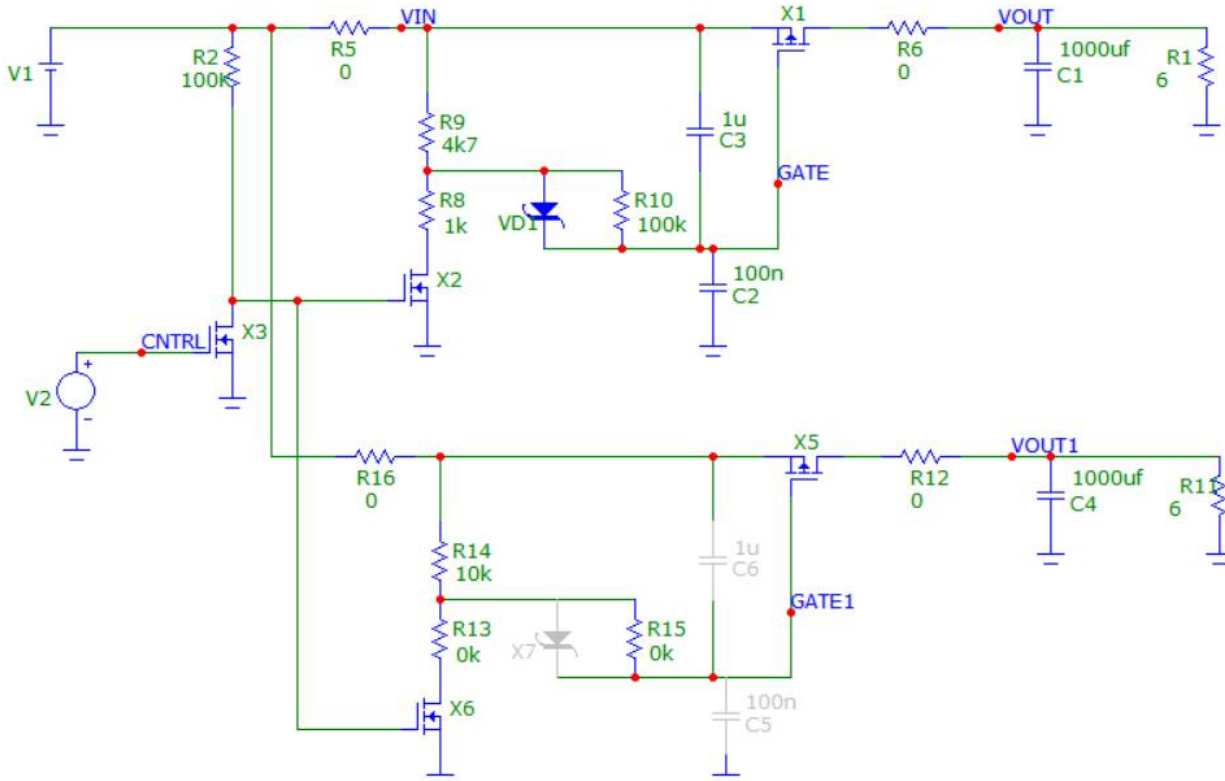 VIN
X1
VOUT
R5
0
R6
0
1000uf
C1
R1
6
R2
100K
V1
R9
4k7
1u
C3
GATE
R8
1k
VD1
R10
100k
X2
100n
C2
CNTRL
X3
V2
+
-
X5
VOUT1
R16
0
R12
0
1000uf
C4
R11
6
R14
10k
1u
C6
GATE1
R13
0k
X7
R15
0k
X6
100n
C5